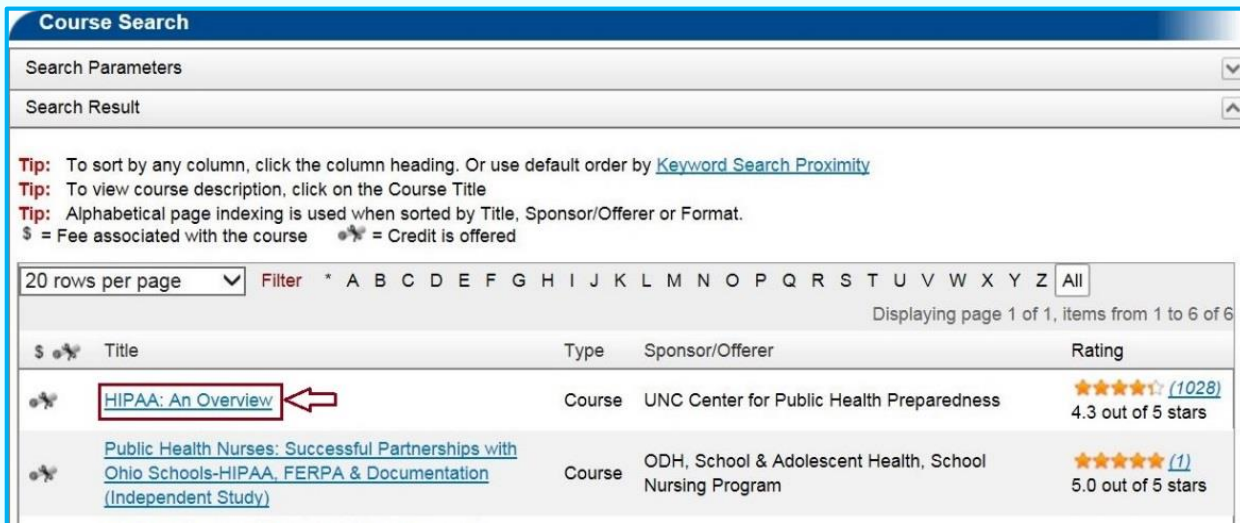 Course Search
Search Parameters
Search Result
Tip: To sort by any column, click the column heading. Or use default order by Keyword Search Proximity
Tip: To view course description, click on the Course Title
Tip: Alphabetical page indexing is used when sorted by Title, Sponsor/Offerer or Format.
$ = Fee associated with the course = Credit is offered
20 rows per page Filter * A B C D E F G H I J K L M N O P Q R S T U V W X Y Z All
Displaying page 1 of 1, items from 1 to 6 of 6
$ Title Type Sponsor/Offerer Rating
HIPAA: An Overview Course UNC Center for Public Health Preparedness (1028)
4.3 out of 5 stars
Public Health Nurses: Successful Partnerships with
Ohio Schools-HIPAA, FERPA & Documentation
(Independent Study)
Course
ODH, School & Adolescent Health, School
Nursing Program
(1)
5.0 out of 5 stars